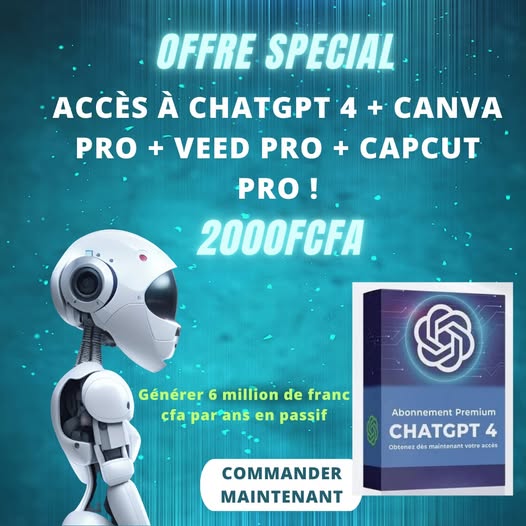 OFFRE SPECIAL
ACCÈS À CHATGPT 4 + CANVA
PRO + VEED PRO + CAPCUT
PRO !
2000FCFA
Générer 6 million de franc
cfa par ans en passif
Abonnement Premium
CHATGPT 4
Obtenez dès maintenant votre accès
COMMANDER
MAINTENANT